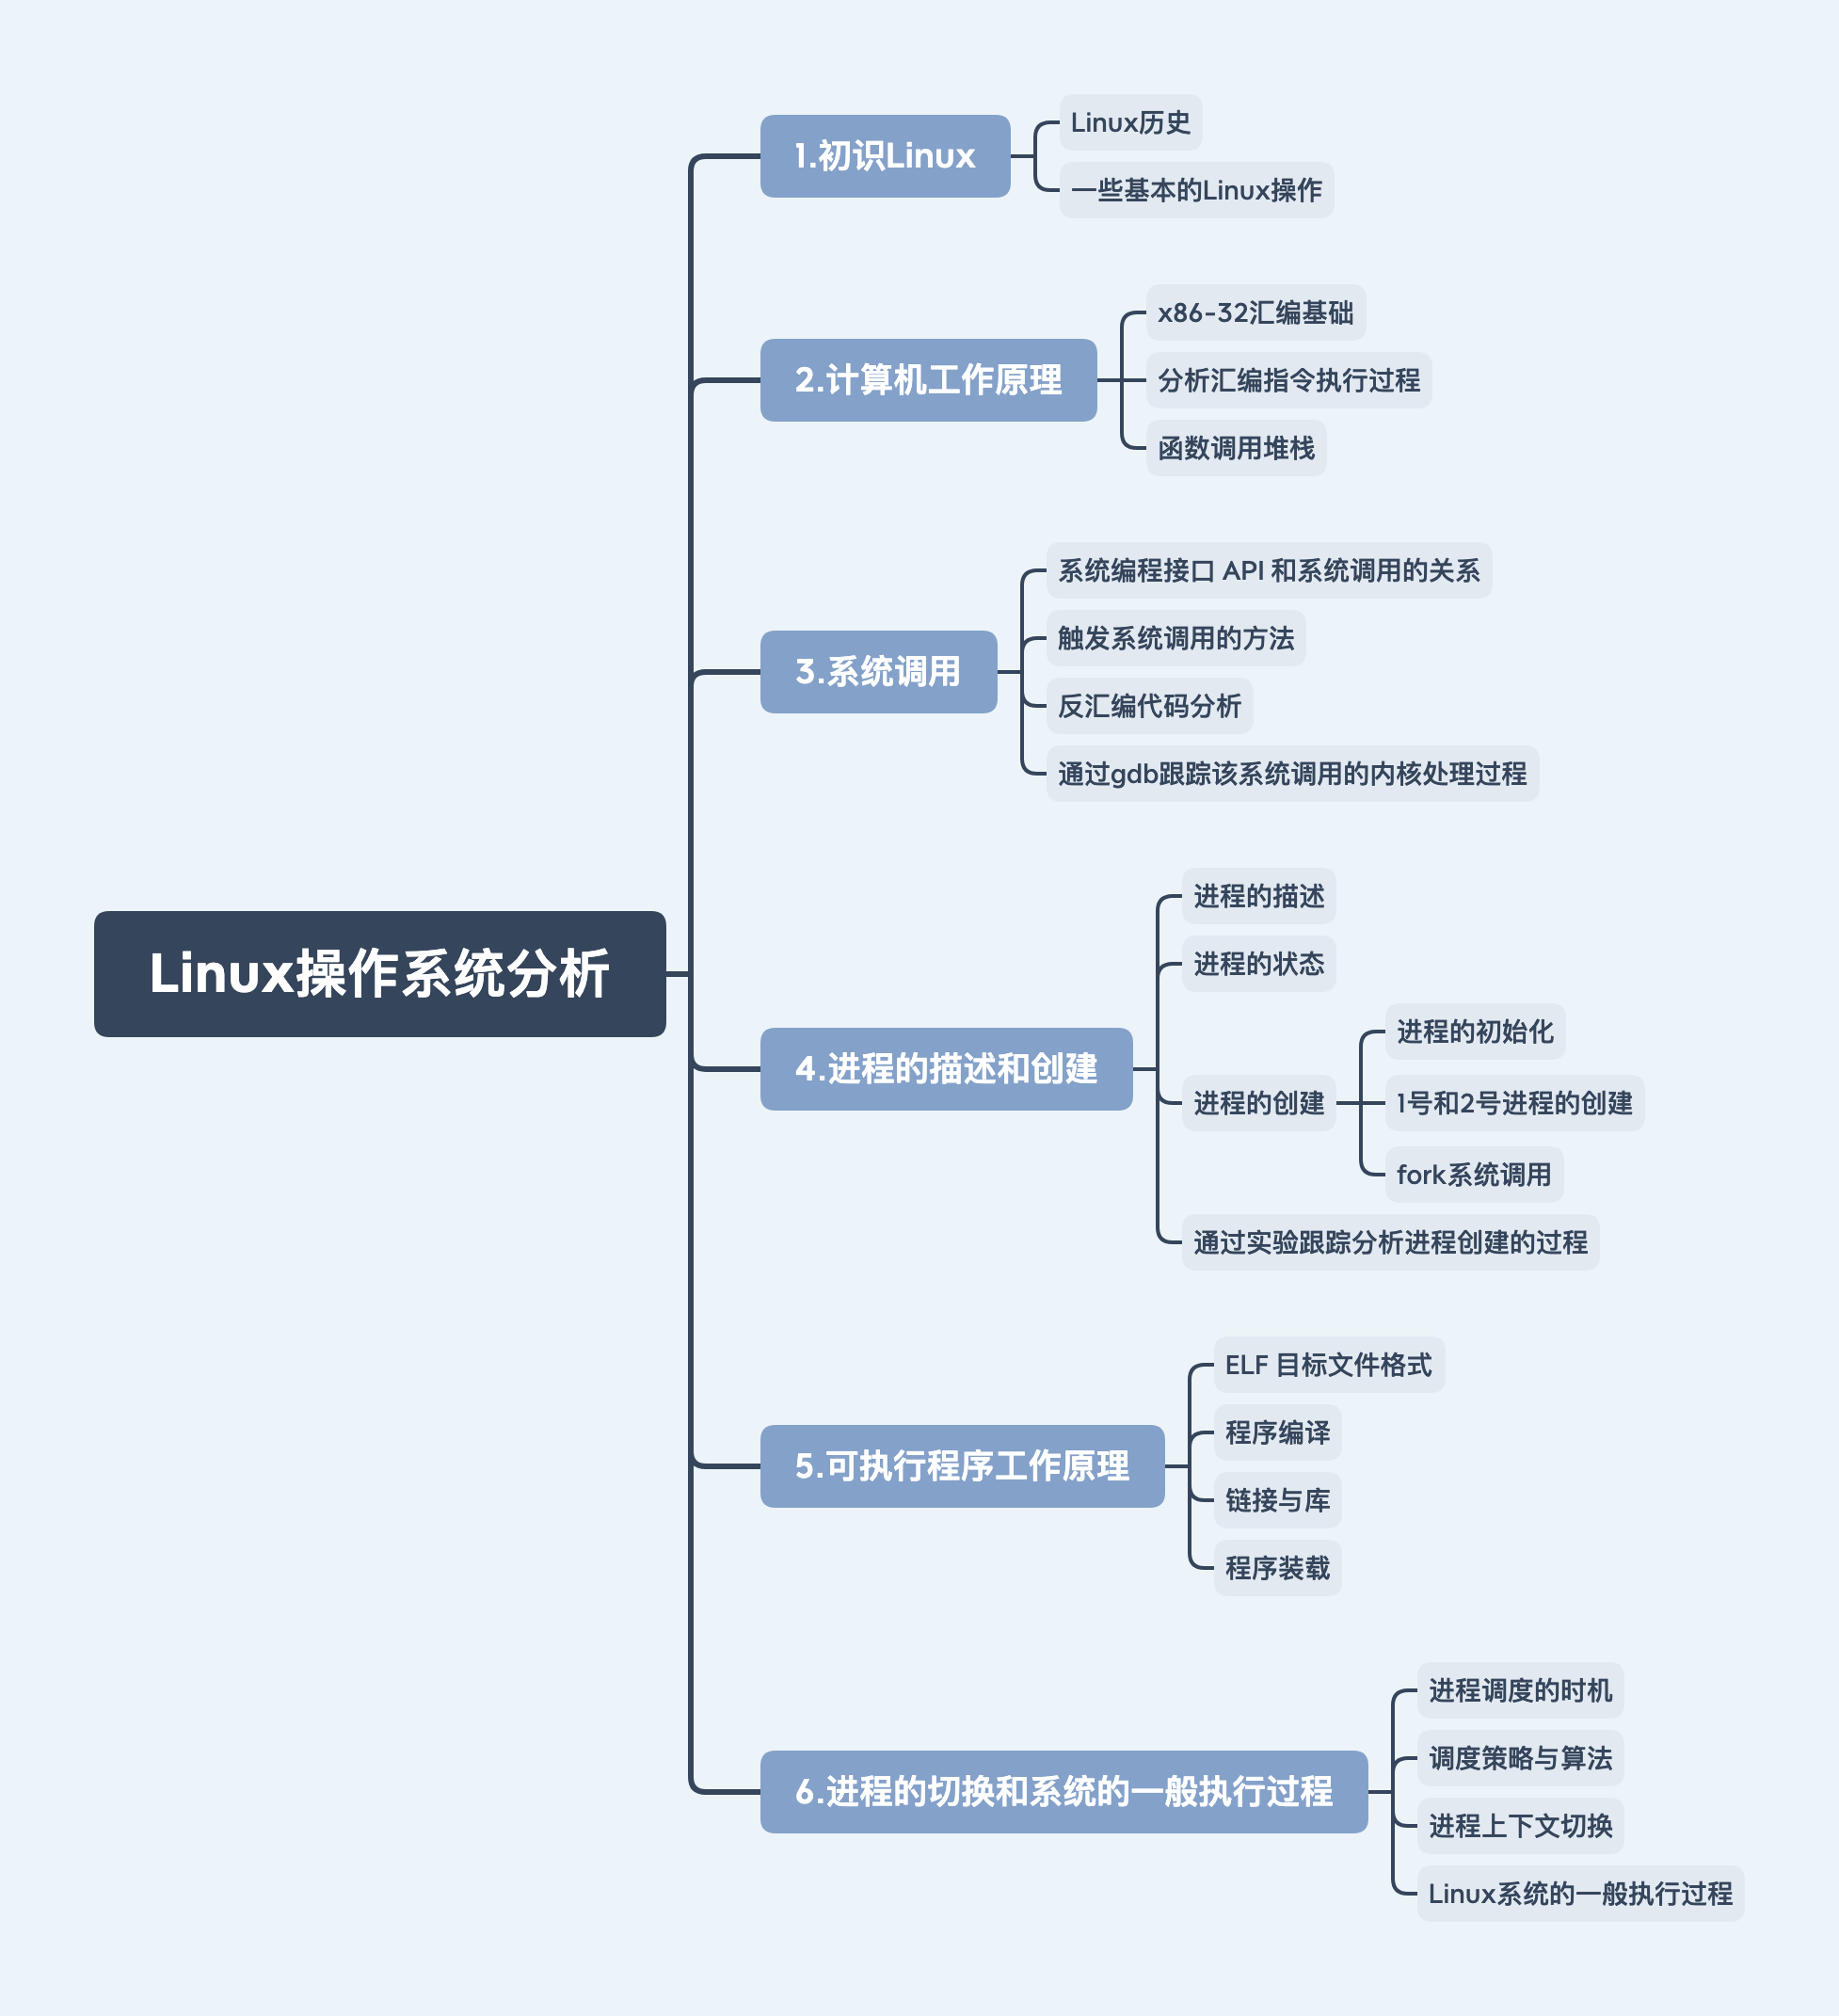 Linux操作系统分析
1.初识Linux
Linux历史
一些基本的Linux操作
2.计算机工作原理
x86-32汇编基础
分析汇编指令执行过程
函数调用堆栈
3.系统调用
系统编程接口 API 和系统调用的关系
触发系统调用的方法
反汇编代码分析
通过gdb跟踪该系统调用的内核处理过程
4.进程的描述和创建
进程的描述
进程的状态
进程的创建
进程的初始化
1号和2号进程的创建
fork系统调用
通过实验跟踪分析进程创建的过程
5.可执行程序工作原理
ELF 目标文件格式
程序编译
链接与库
程序装载
6.进程的切换和系统的一般执行过程
进程调度的时机
调度策略与算法
进程上下文切换
Linux系统的一般执行过程